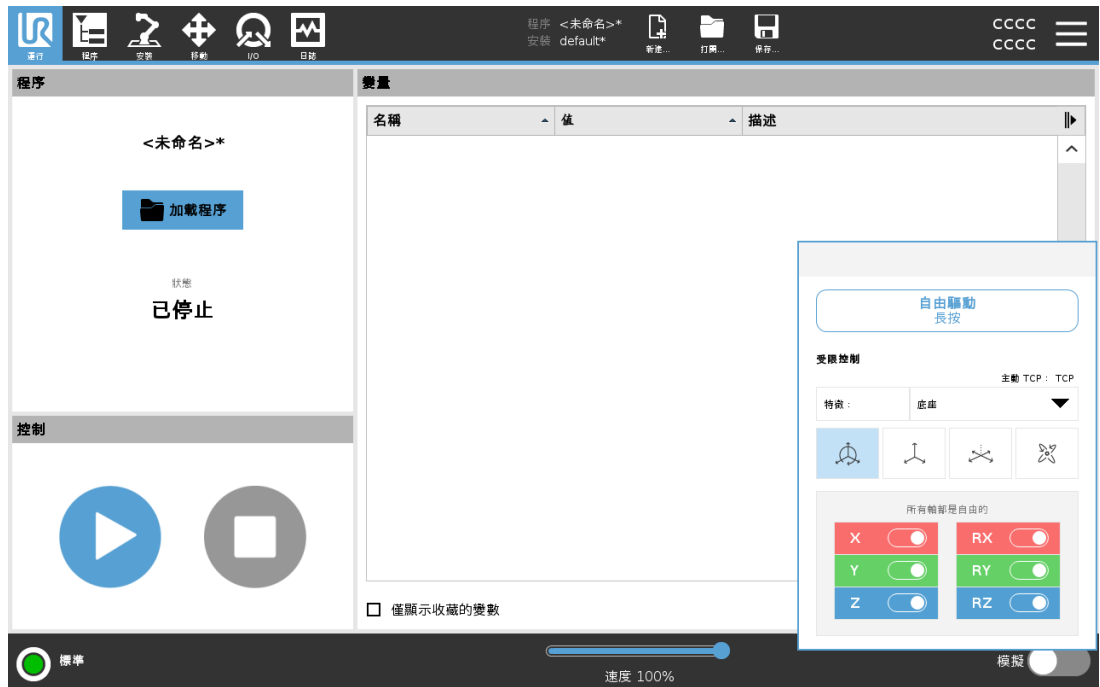 UR
運行
程序
安裝
移動
I/O
日誌
程序 <未命名>*
安裝 default*
新建...
打開...
保存...
CCCC
CCCC
程序
<未命名>*
加載程序
狀態
已停止
控制
變量
名稱
值
描述
僅顯示收藏的變數
自由驅動
長按
受限控制
主動 TCP： TCP
特徵：
底座
所有軸都是自由的
X
RX
Y
RY
Z
RZ
標準
速度 100%
模擬